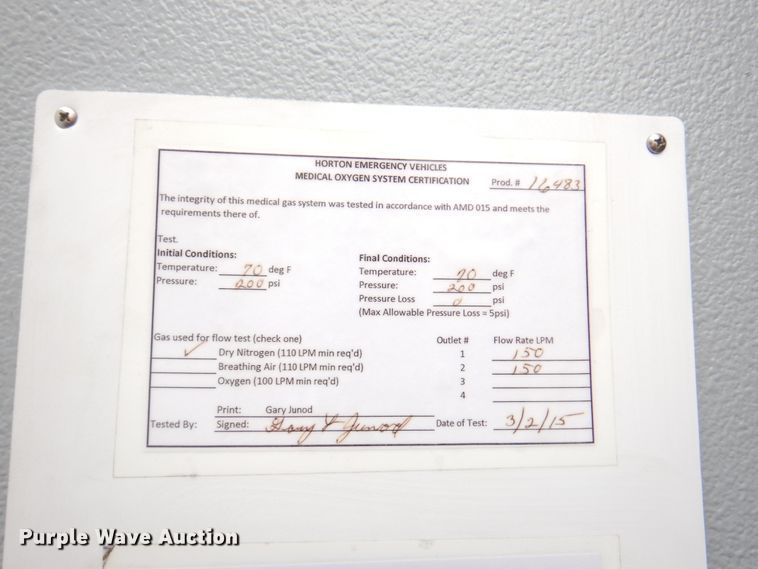 HORTON EMERGENCY VEHICLES
MEDICAL OXYGEN SYSTEM CERTIFICATION Prod. # 16483
The integrity of this medical gas system was tested in accordance with AMD 015 and meets the
requirements there of.
Test.
Initial Conditions:
Temperature: 70 deg F
Pressure: 200 psi
Final Conditions:
Temperature: 70 deg F
Pressure: 200 psi
Pressure Loss 0 psi
(Max Allowable Pressure Loss = 5psi)
Gas used for flow test (check one)
✓ Dry Nitrogen (110 LPM min req'd)
Breathing Air (110 LPM min req'd)
Oxygen (100 LPM min req'd)
Outlet # Flow Rate LPM
1 150
2 150
3
4
Print: Gary Junod
Tested By: Signed: Gary L Junod Date of Test: 3/2/15
Purple Wave Auction